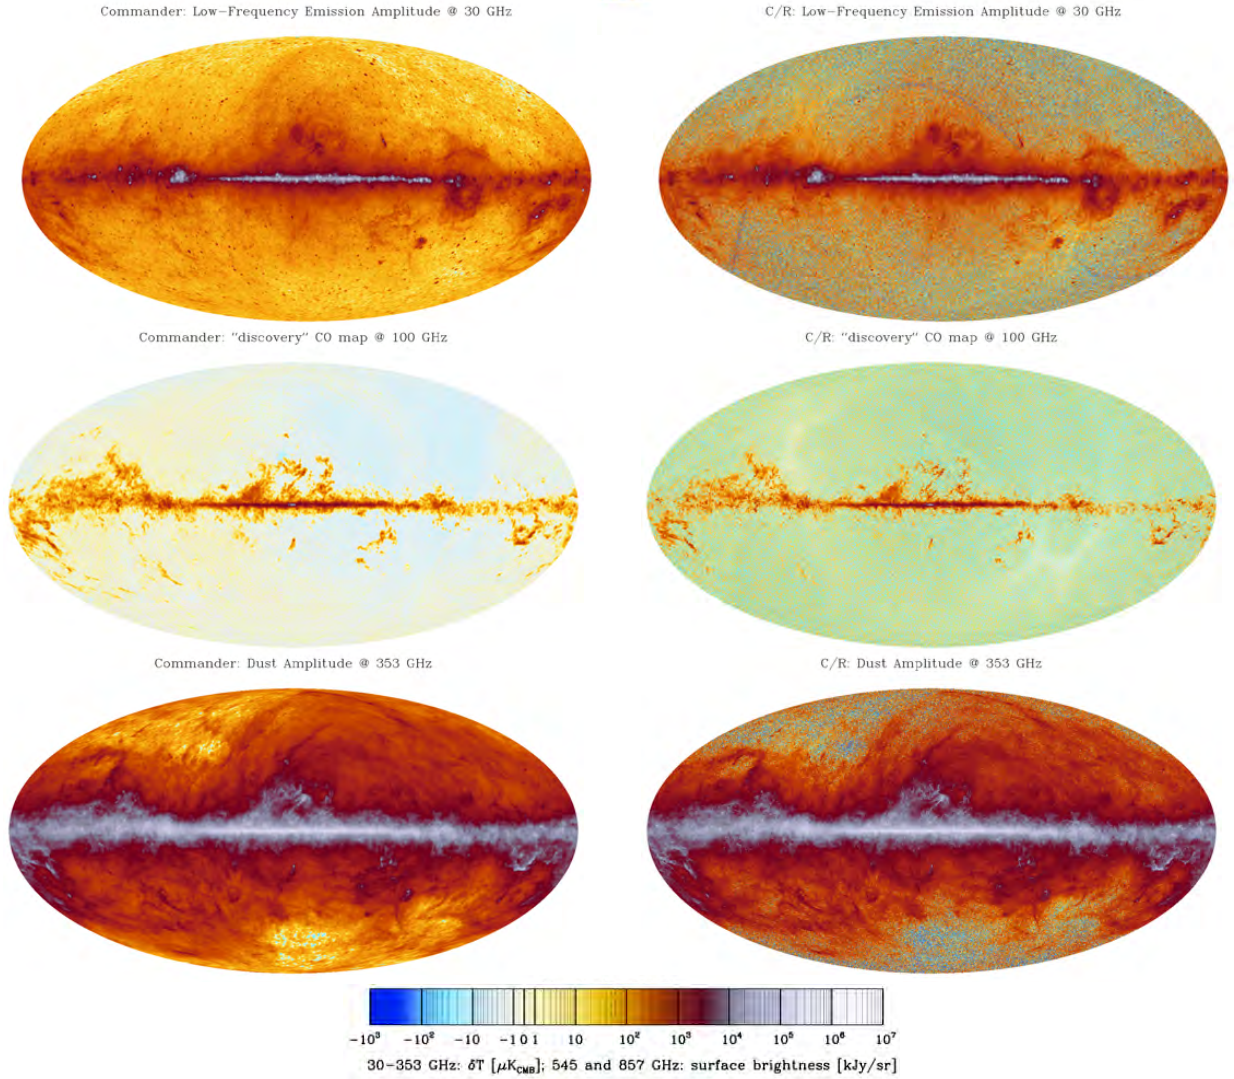 Commander: Low-Frequency Emission Amplitude @ 30 GHz
C/R: Low-Frequency Emission Amplitude @ 30 GHz
Commander: "discovery" CO map @ 100 GHz
C/R: "discovery" CO map @ 100 GHz
Commander: Dust Amplitude @ 353 GHz
C/R: Dust Amplitude @ 353 GHz
-10³ -10² -10 -1 0 1 10 10² 10³ 10⁴ 10⁵ 10⁶ 10⁷
30-353 GHz: δT [μK_CMB]; 545 and 857 GHz: surface brightness [kJy/sr]